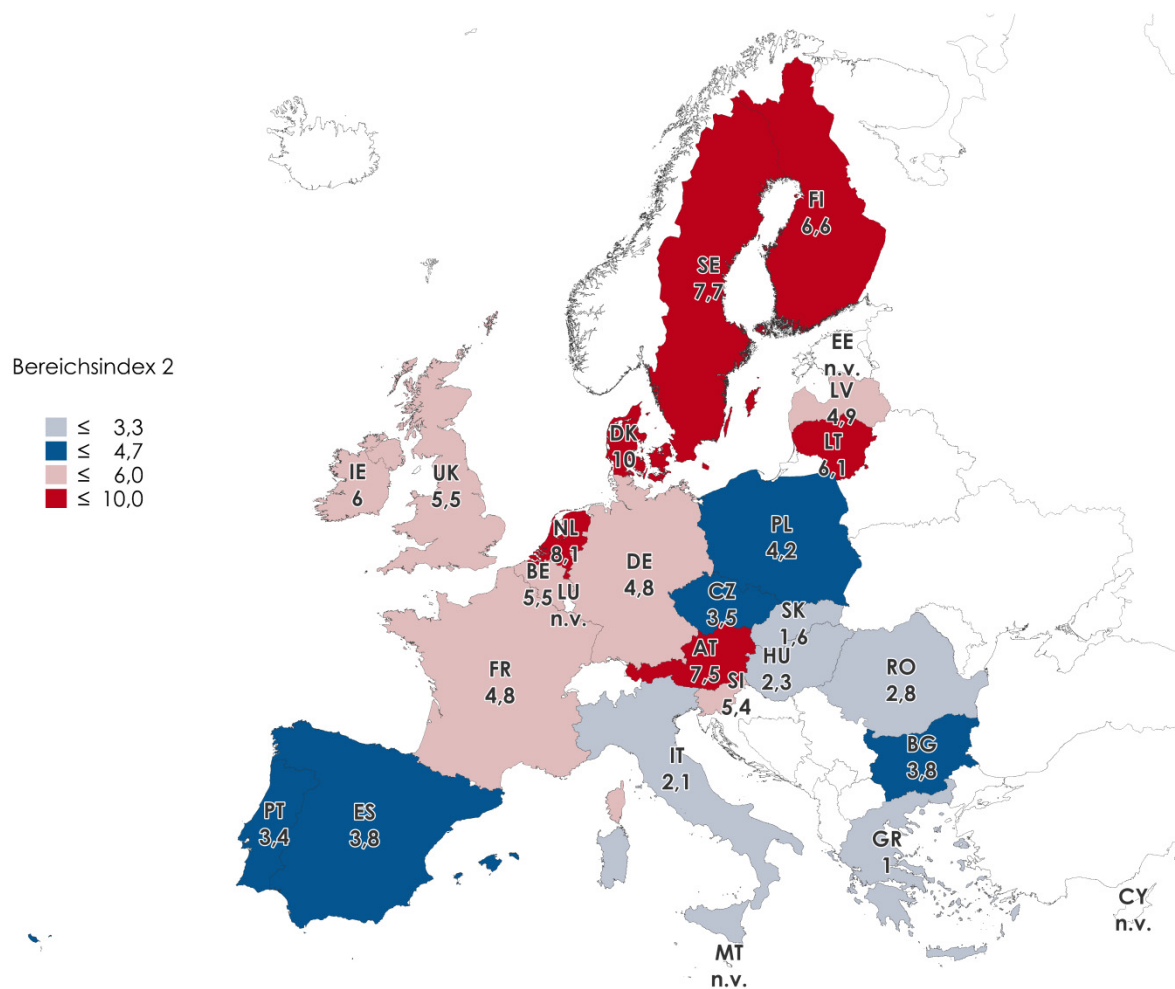 Bereichsindex 2
≤ 3,3
≤ 4,7
≤ 6,0
≤ 10,0
FI
6,6
SE
7,7
EE
n.v.
LV
4,9
LT
6,1
DK
10
IE
6
UK
5,5
NL
8,1
BE
5,5
LU
n.v.
DE
4,8
PL
4,2
CZ
3,5
SK
1,6
AT
7,5
HU
2,3
SI
5,4
RO
2,8
FR
4,8
BG
3,8
IT
2,1
PT
3,4
ES
3,8
GR
1
CY
n.v.
MT
n.v.